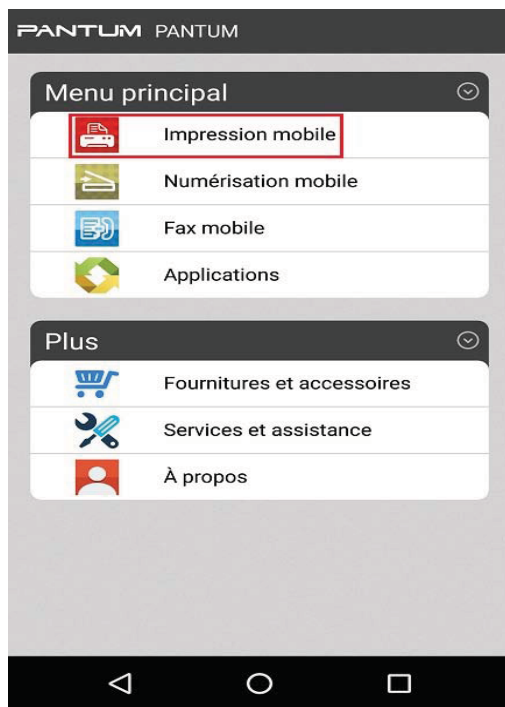 PANTUM PANTUM
Menu principal
Impression mobile
Numérisation mobile
Fax mobile
Applications
Plus
Fournitures et accessoires
Services et assistance
À propos